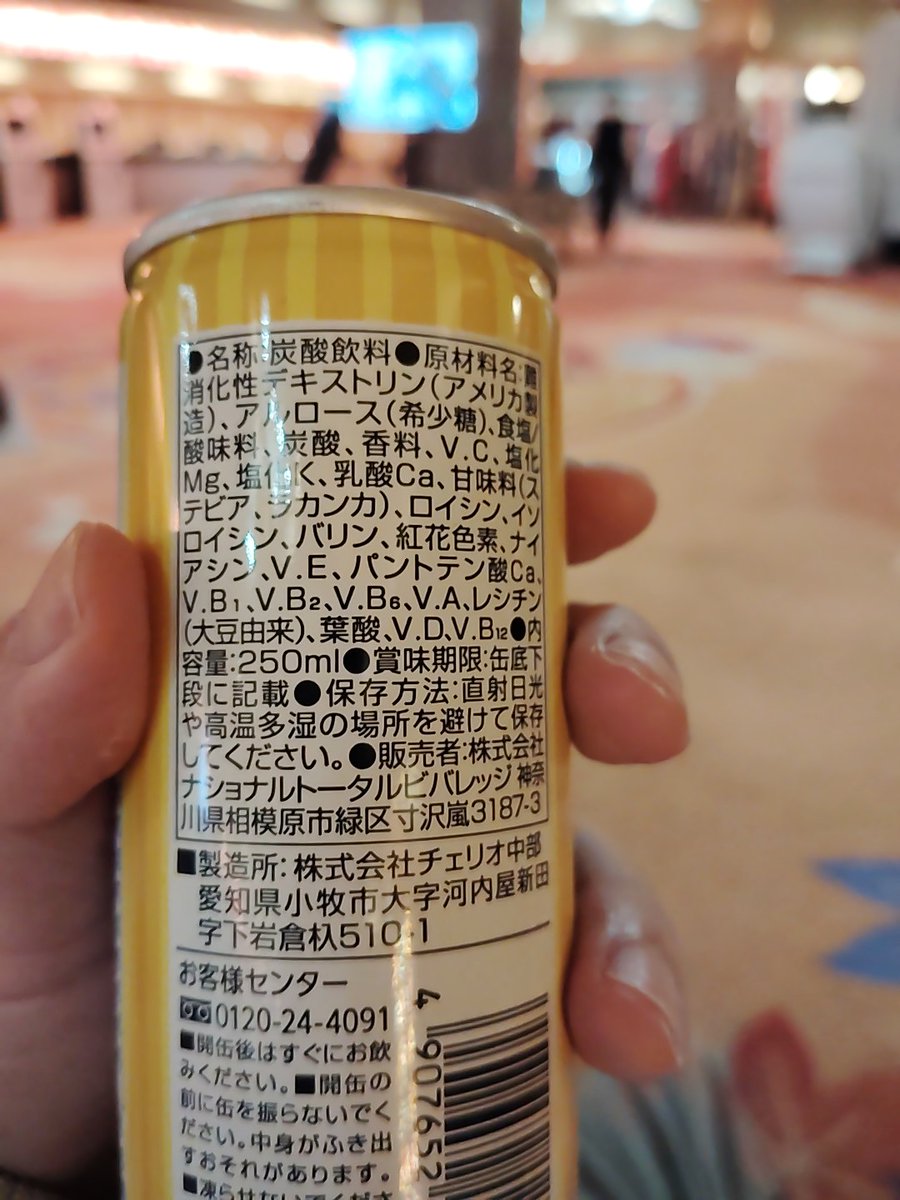 ●名称:炭酸飲料●原材料名:難
消化性デキストリン(アメリカ製
造)、アルロース(希少糖)、食塩/
酸味料、炭酸、香料、V.C、塩化
Mg、塩化K、乳酸Ca、甘味料(ス
テビア、ラカンカ)、ロイシン、イソ
ロイシン、バリン、紅花色素、ナイ
アシン、V.E、パントテン酸Ca、
V.B₁、V.B₂、V.B₆、V.A、レシチン
(大豆由来)、葉酸、V.D、V.B₁₂●内
容量:250ml●賞味期限:缶底下
段に記載●保存方法:直射日光
や高温多湿の場所を避けて保存
してください。●販売者:株式会社
ナショナルトータルビバレッジ 神奈
川県相模原市緑区寸沢嵐3187-3
■製造所:株式会社チェリオ中部
愛知県小牧市大字河内屋新田
字下岩倉杁510-1
お客様センター
0120-24-4091
■開缶後はすぐにお飲
みください。■開缶の
前に缶を振らないでく
ださい。中身がふき出
すおそれがあります。
■凍らせないでくださ
4 907652